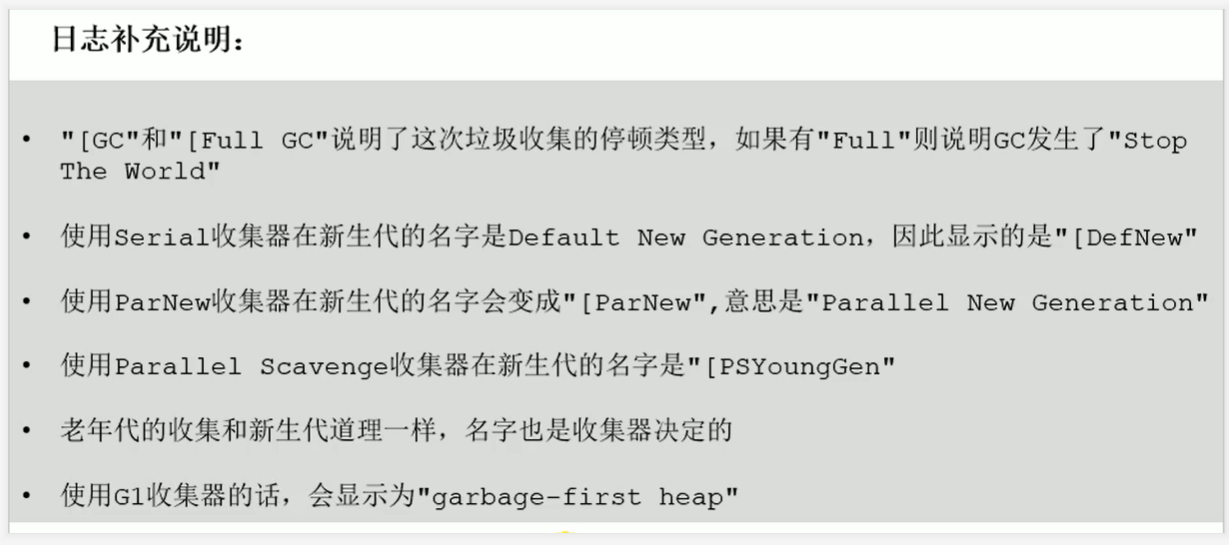 日志补充说明:
• "[GC"和"[Full GC"说明了这次垃圾收集的停顿类型，如果有"Full"则说明GC发生了"Stop
The World"
• 使用Serial收集器在新生代的名字是Default New Generation，因此显示的是"[DefNew"
• 使用ParNew收集器在新生代的名字会变成"[ParNew",意思是"Parallel New Generation"
• 使用Parallel Scavenge收集器在新生代的名字是"[PSYoungGen"
• 老年代的收集和新生代道理一样，名字也是收集器决定的
• 使用G1收集器的话，会显示为"garbage-first heap"